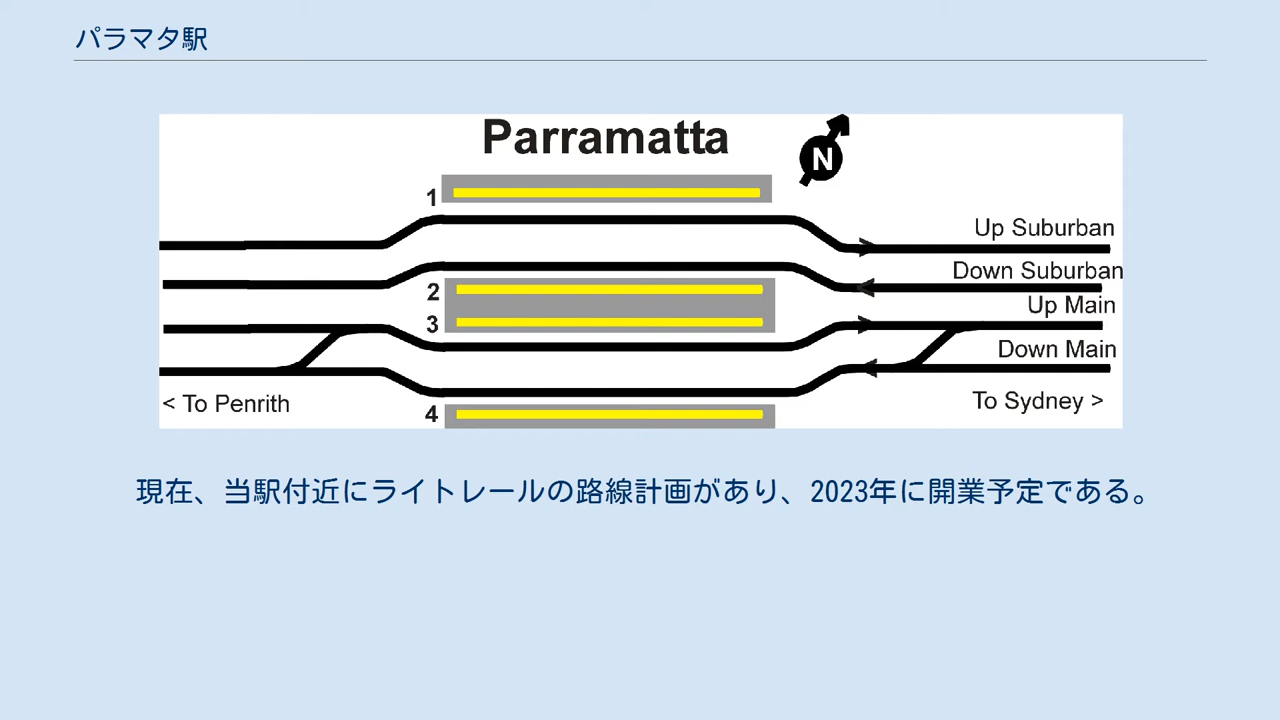 パラマタ駅
Parramatta
N
1
Up Suburban
Down Suburban
2
Up Main
3
Down Main
< To Penrith
To Sydney >
4
現在、当駅付近にライトレールの路線計画があり、2023年に開業予定である。